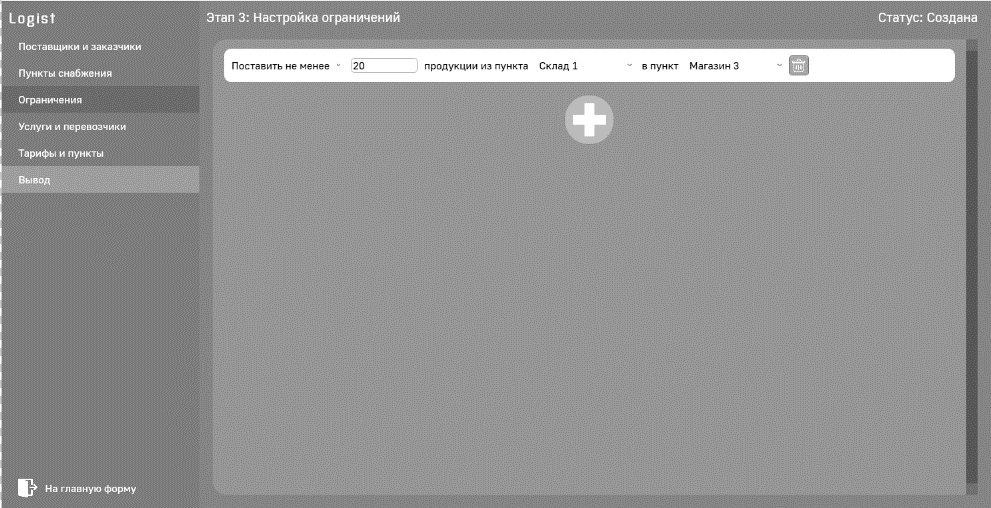 Logist
Этап 3: Настройка ограничений
Статус: Создана
Поставщики и заказчики
Пункты снабжения
Ограничения
Услуги и перевозчики
Тарифы и пункты
Вывод
Поставить не менее 20 продукции из пункта Склад 1 в пункт Магазин 3
На главную форму